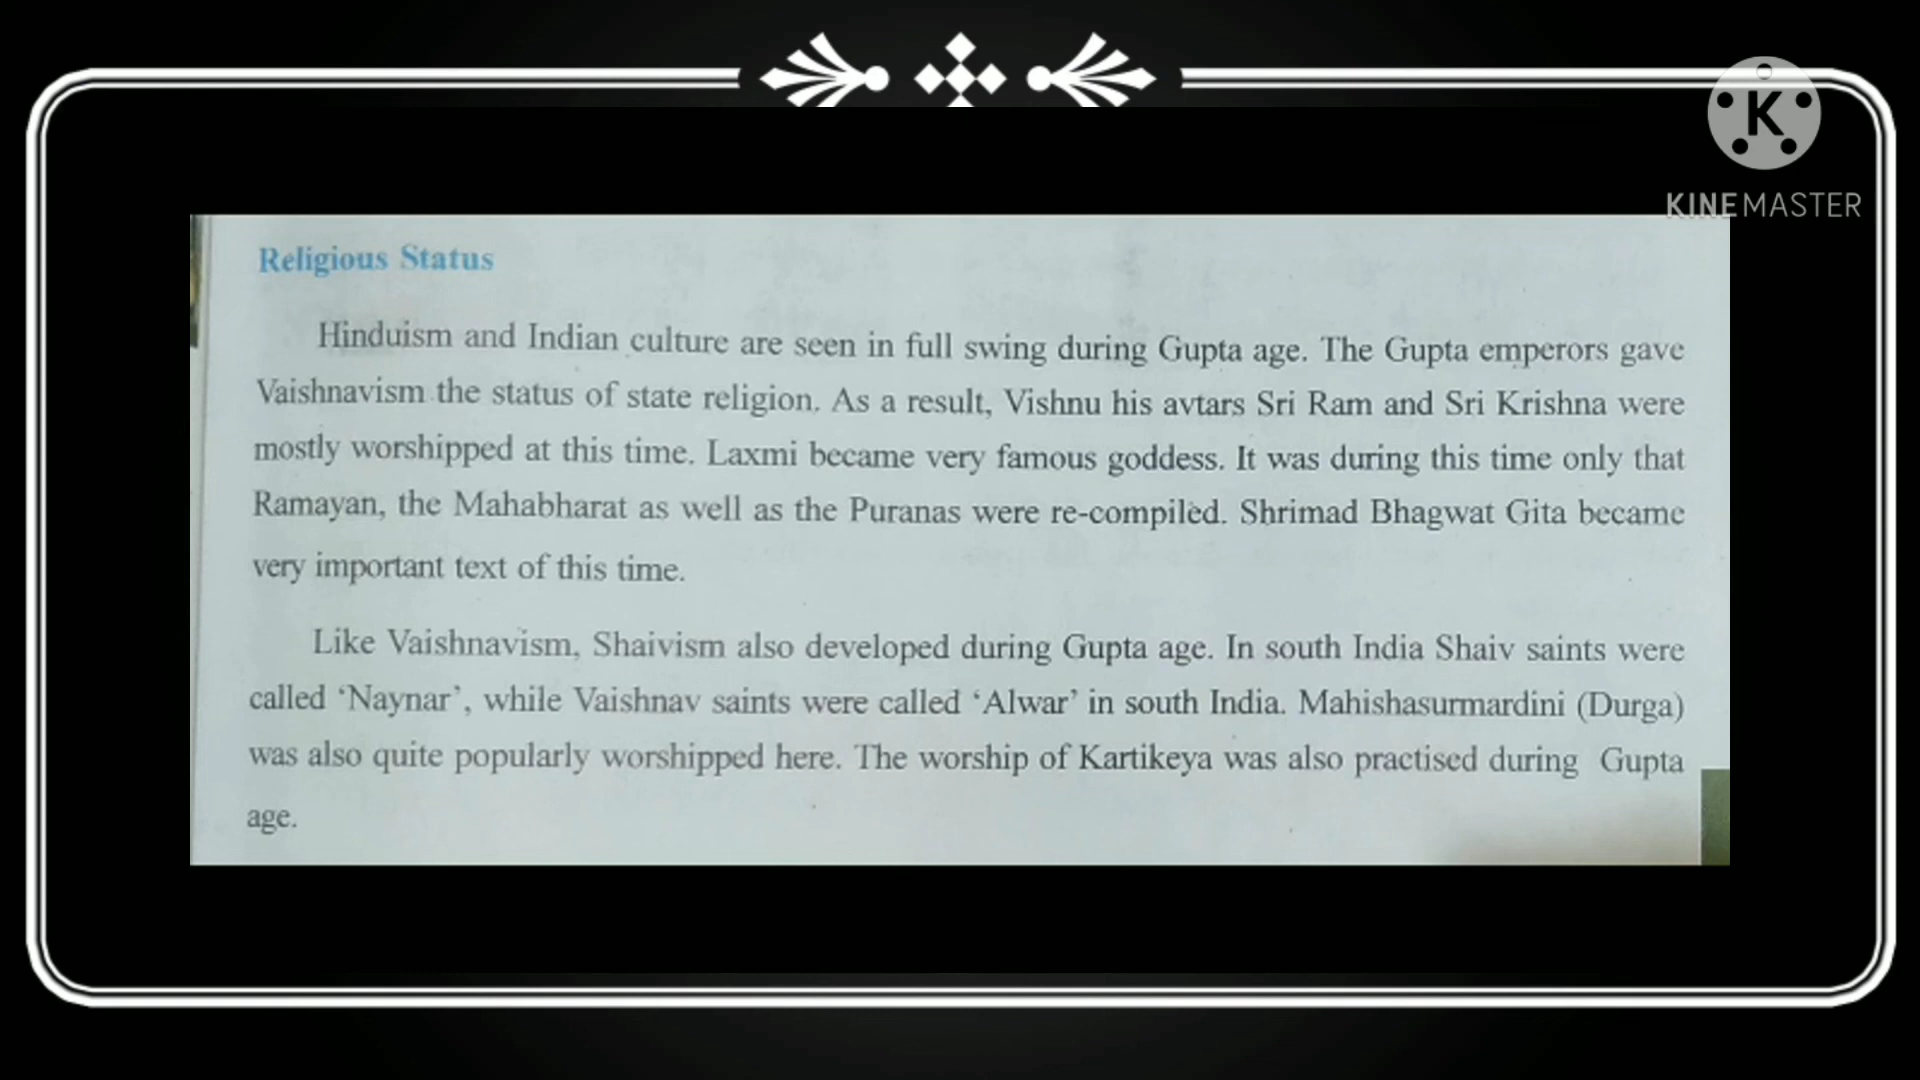 K
KINEMASTER
Religious Status
Hinduism and Indian culture are seen in full swing during Gupta age. The Gupta emperors gave
Vaishnavism the status of state religion. As a result, Vishnu his avtars Sri Ram and Sri Krishna were
mostly worshipped at this time. Laxmi became very famous goddess. It was during this time only that
Ramayan, the Mahabharat as well as the Puranas were re-compiled. Shrimad Bhagwat Gita became
very important text of this time.
Like Vaishnavism, Shaivism also developed during Gupta age. In south India Shaiv saints were
called ‘Naynar’, while Vaishnav saints were called ‘Alwar’ in south India. Mahishasurmardini (Durga)
was also quite popularly worshipped here. The worship of Kartikeya was also practised during Gupta
age.